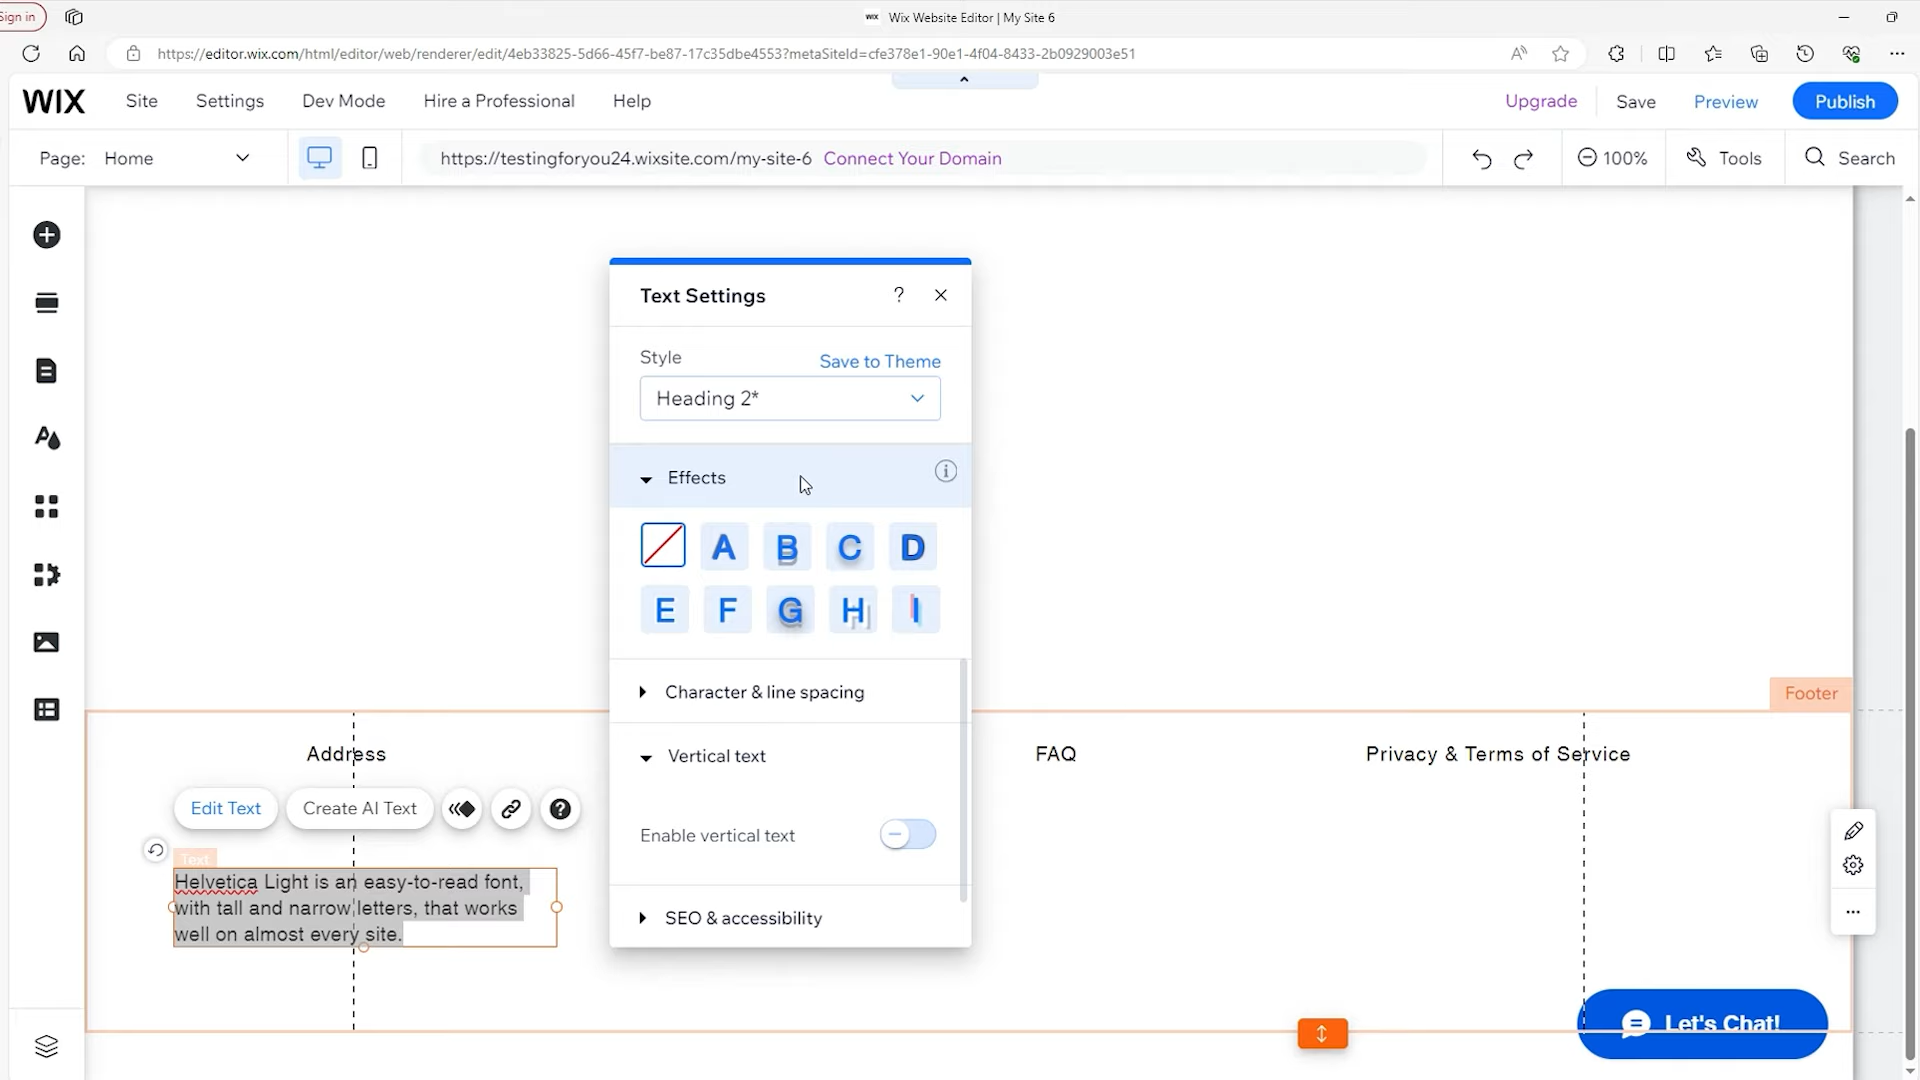 Sign in
WIX Wix Website Editor | My Site 6
https://editor.wix.com/html/editor/web/renderer/edit/4eb33825-5d66-45f7-be87-17c35dbe4553?metaSiteId=cfe378e1-90e1-4f04-8433-2b0929003e51
WIX Site Settings Dev Mode Hire a Professional Help Upgrade Save Preview Publish
Page: Home https://testingforyou24.wixsite.com/my-site-6 Connect Your Domain 100% Tools Search
Text Settings ?
Style Save to Theme
Heading 2*
Effects
A B C D
E F G H I
Character & line spacing
Vertical text
Enable vertical text
SEO & accessibility
Footer
Address FAQ Privacy & Terms of Service
Edit Text Create AI Text
Text
Helvetica Light is an easy-to-read font,
with tall and narrow letters, that works
well on almost every site.
Let's Chat!